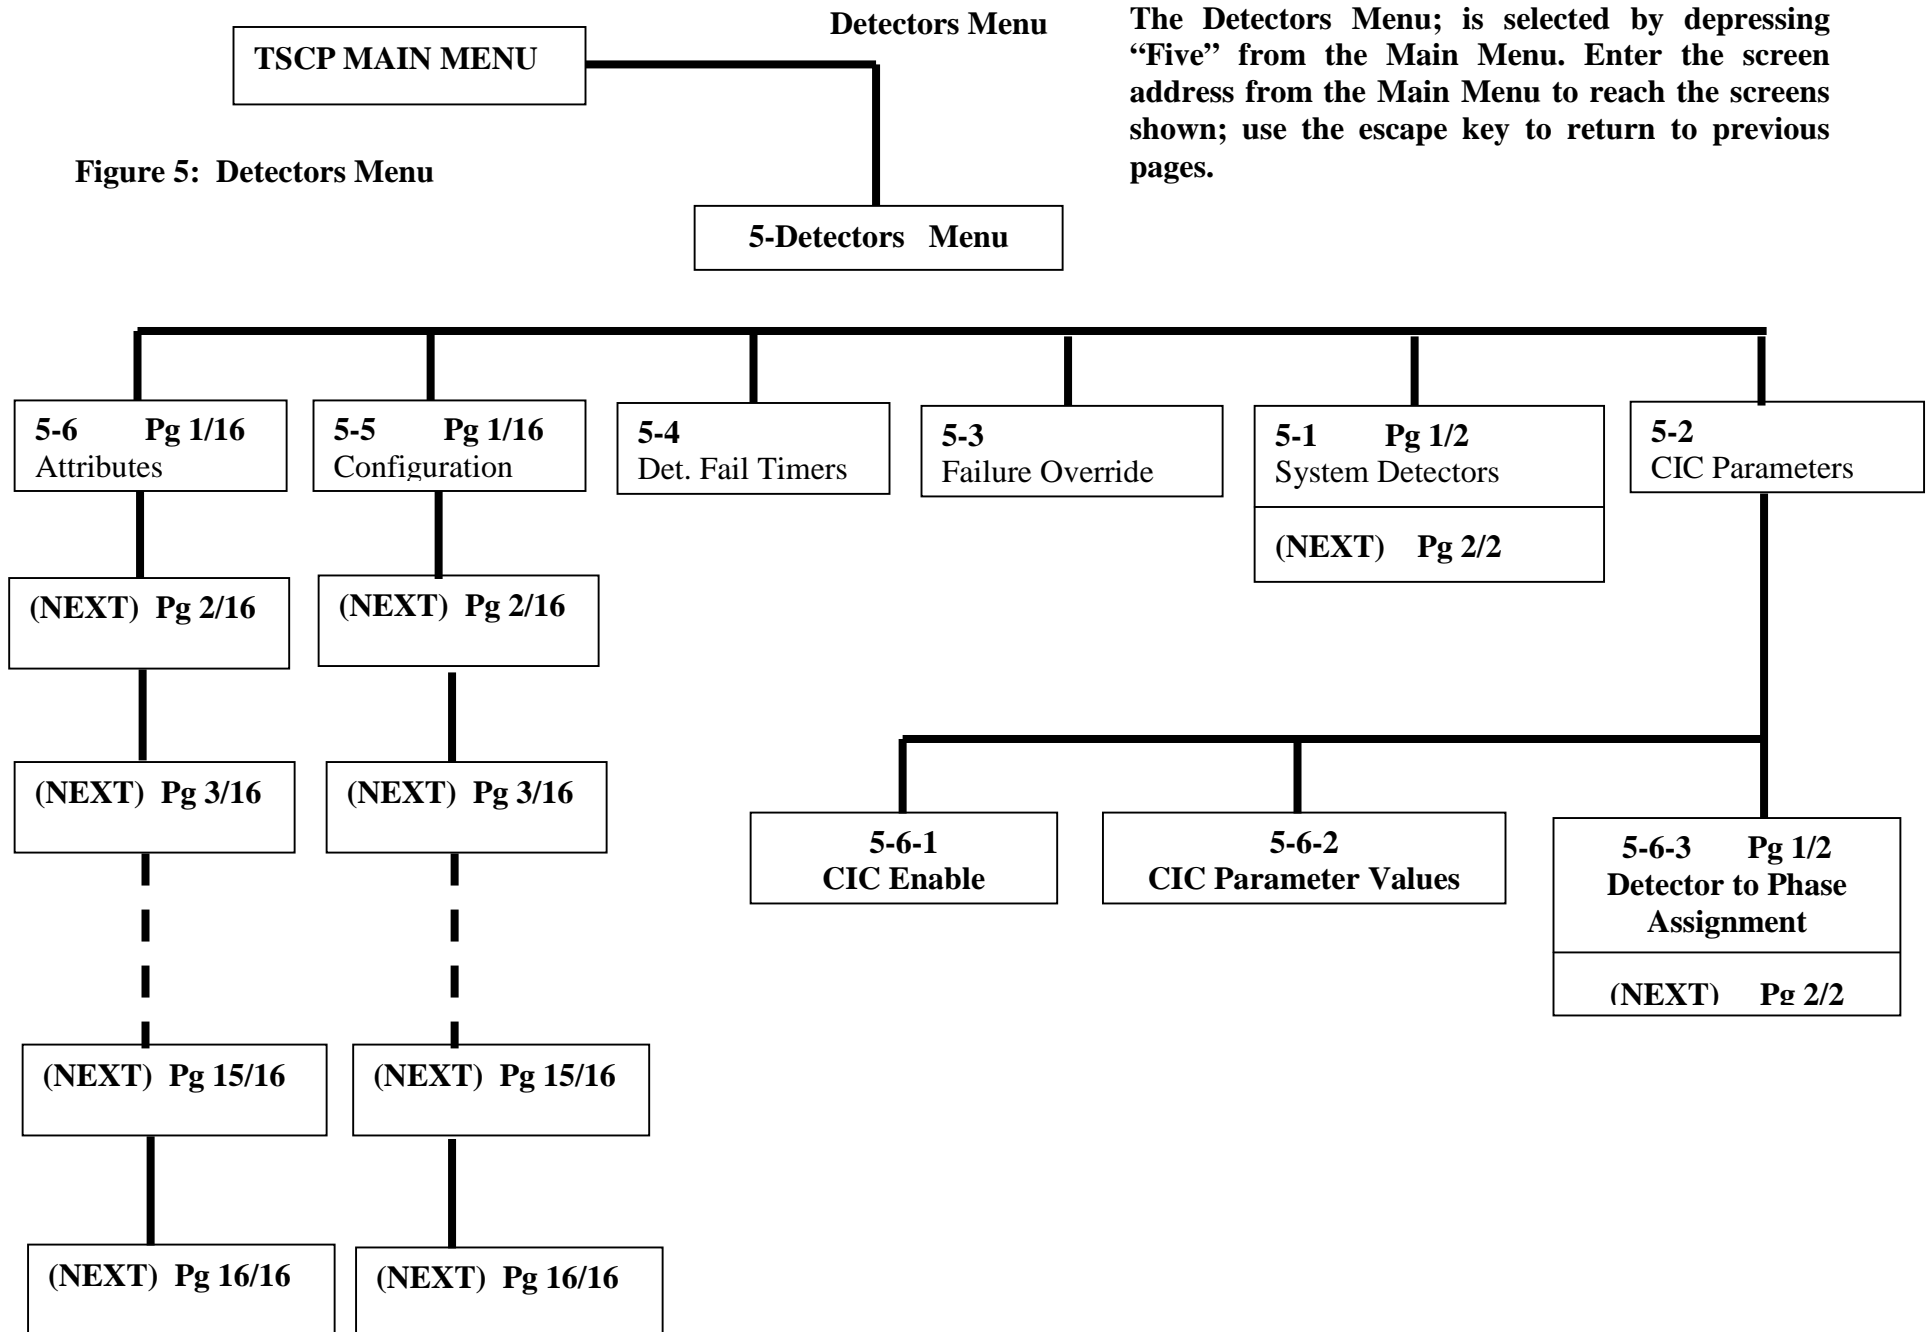 Detectors Menu
The Detectors Menu; is selected by depressing
“Five” from the Main Menu. Enter the screen
address from the Main Menu to reach the screens
shown; use the escape key to return to previous
pages.
TSCP MAIN MENU
Figure 5: Detectors Menu
5-Detectors Menu
5-6 Pg 1/16
Attributes
5-5 Pg 1/16
Configuration
5-4
Det. Fail Timers
5-3
Failure Override
5-1 Pg 1/2
System Detectors
(NEXT) Pg 2/2
5-2
CIC Parameters
(NEXT) Pg 2/16
(NEXT) Pg 2/16
(NEXT) Pg 3/16
(NEXT) Pg 3/16
5-6-1
CIC Enable
5-6-2
CIC Parameter Values
5-6-3 Pg 1/2
Detector to Phase
Assignment
(NEXT) Pg 2/2
(NEXT) Pg 15/16
(NEXT) Pg 15/16
(NEXT) Pg 16/16
(NEXT) Pg 16/16